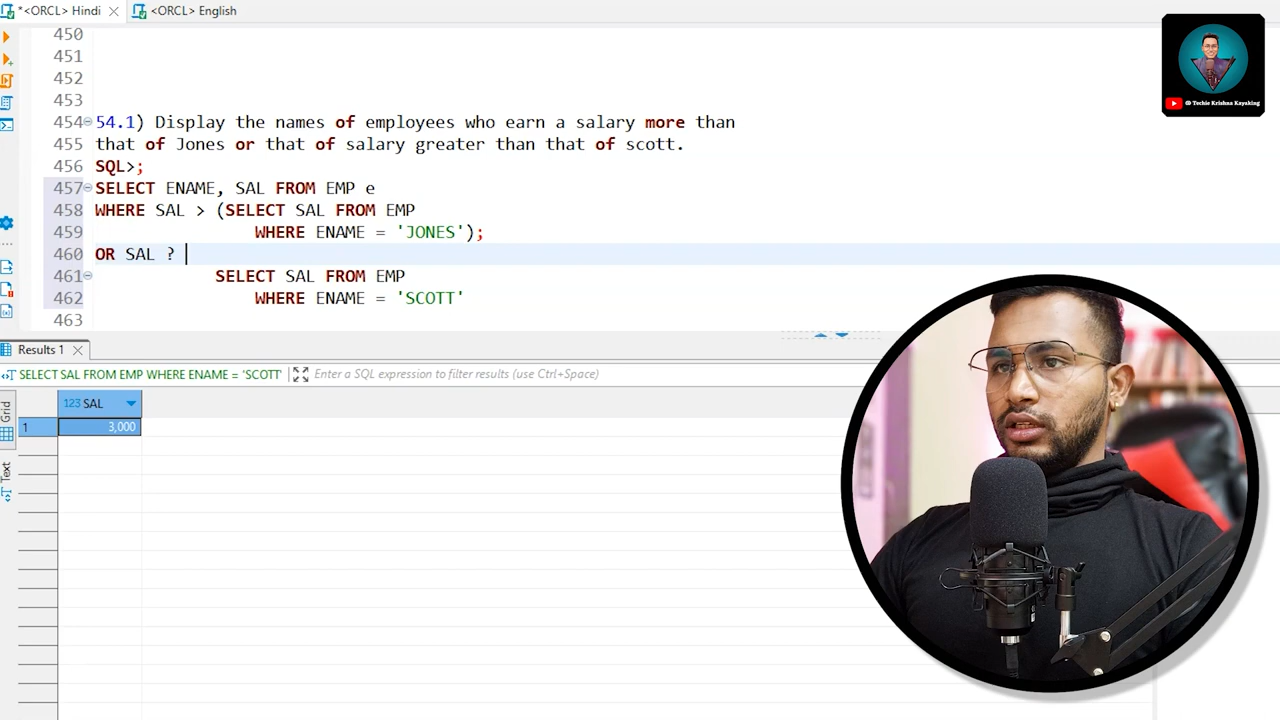 *<ORCL> Hindi
<ORCL> English
450
451
452
453
454 54.1) Display the names of employees who earn a salary more than
455 that of Jones or that of salary greater than that of scott.
456 SQL>;
457 SELECT ENAME, SAL FROM EMP e
458 WHERE SAL > (SELECT SAL FROM EMP
459 WHERE ENAME = 'JONES');
460 OR SAL ?
461 SELECT SAL FROM EMP
462 WHERE ENAME = 'SCOTT'
463
Techie Krishna Kayaking
Results 1
SELECT SAL FROM EMP WHERE ENAME = 'SCOTT'
Enter a SQL expression to filter results (use Ctrl+Space)
Grid
Text
123 SAL
1 3,000